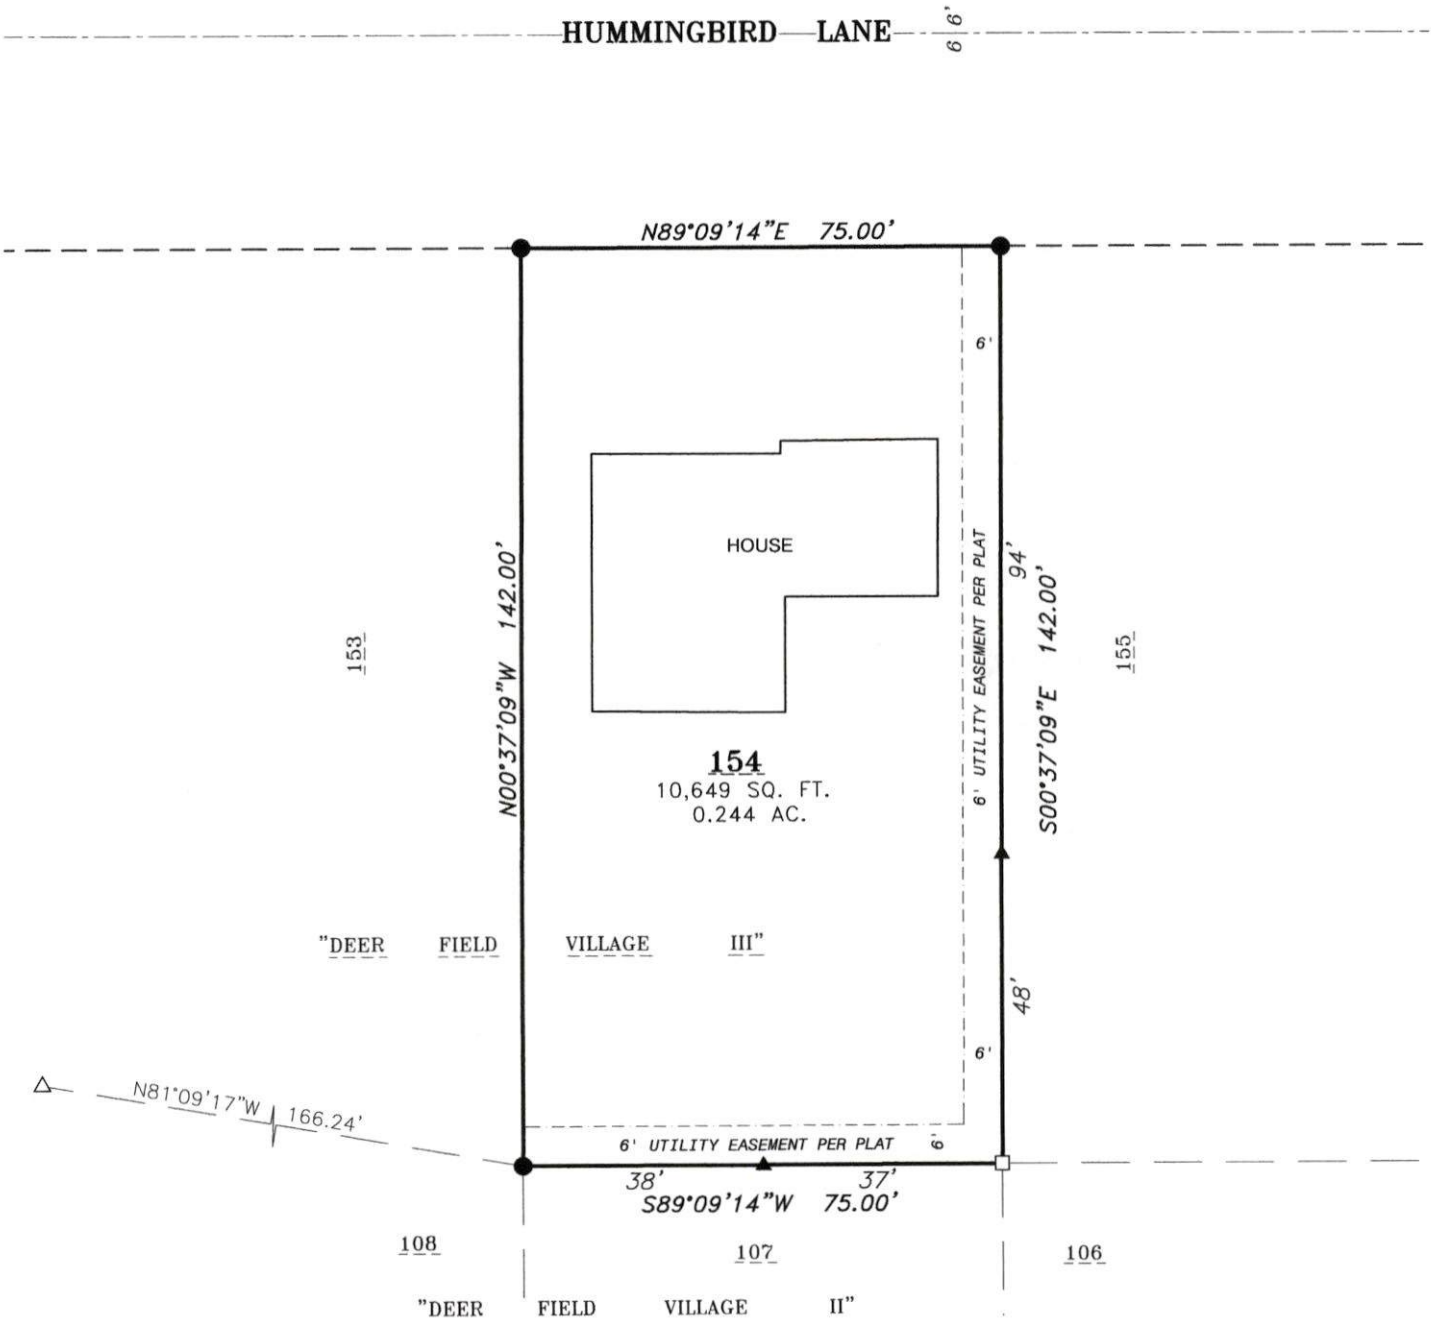 6'
6
HUMMINGBIRD LANE
N89°09'14"E 75.00'
6'
HOUSE
6' UTILITY EASEMENT PER PLAT
94'
N00°37'09"W 142.00'
S00°37'09"E 142.00'
153
155
154
10,649 SQ. FT.
0.244 AC.
"DEER FIELD VILLAGE III"
48'
6'
N81°09'17"W 166.24'
6' UTILITY EASEMENT PER PLAT 6'
38' 37'
S89°09'14"W 75.00'
108 107 106
"DEER FIELD VILLAGE II"